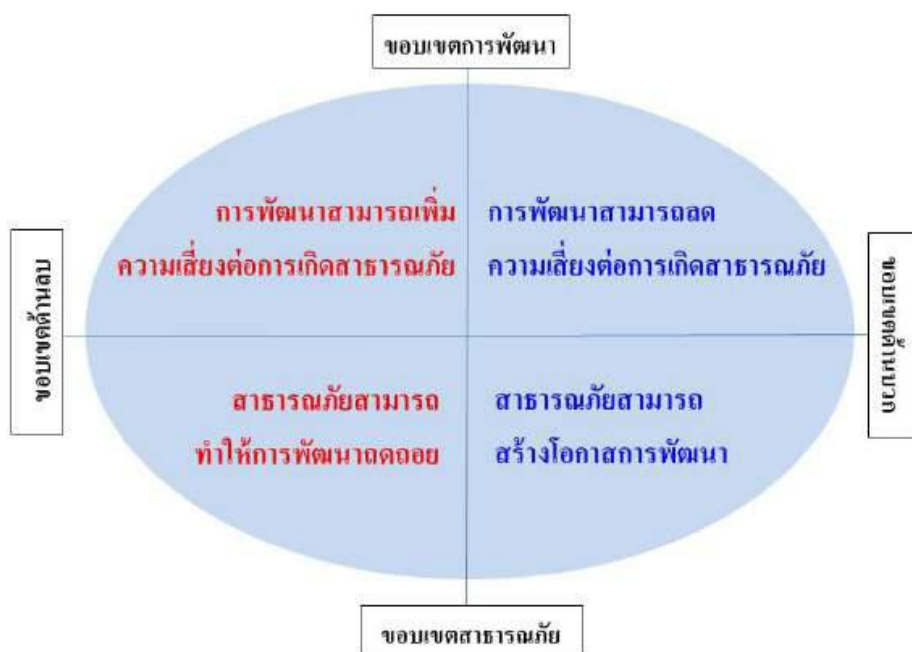 ขอบเขตการพัฒนา
การพัฒนาสามารถเพิ่ม
ความเสี่ยงต่อการเกิดสาธารณภัย
การพัฒนาสามารถลด
ความเสี่ยงต่อการเกิดสาธารณภัย
ขอบเขตด้านลบ
ขอบเขตด้านบวก
สาธารณภัยสามารถ
ทำให้การพัฒนาถดถอย
สาธารณภัยสามารถ
สร้างโอกาสการพัฒนา
ขอบเขตสาธารณภัย